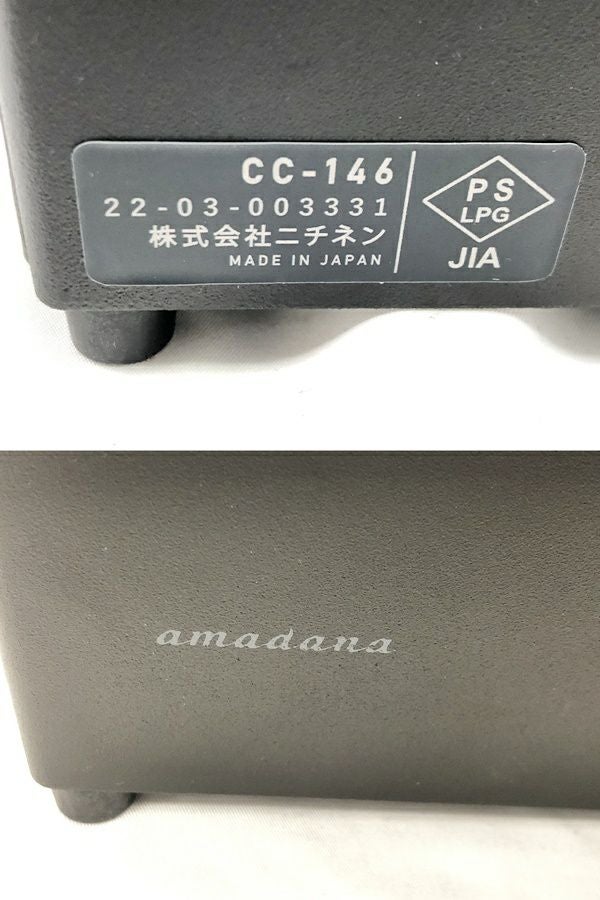 CC-146
22-03-003331
株式会社ニチネン
MADE IN JAPAN
PS
LPG
JIA
amadana